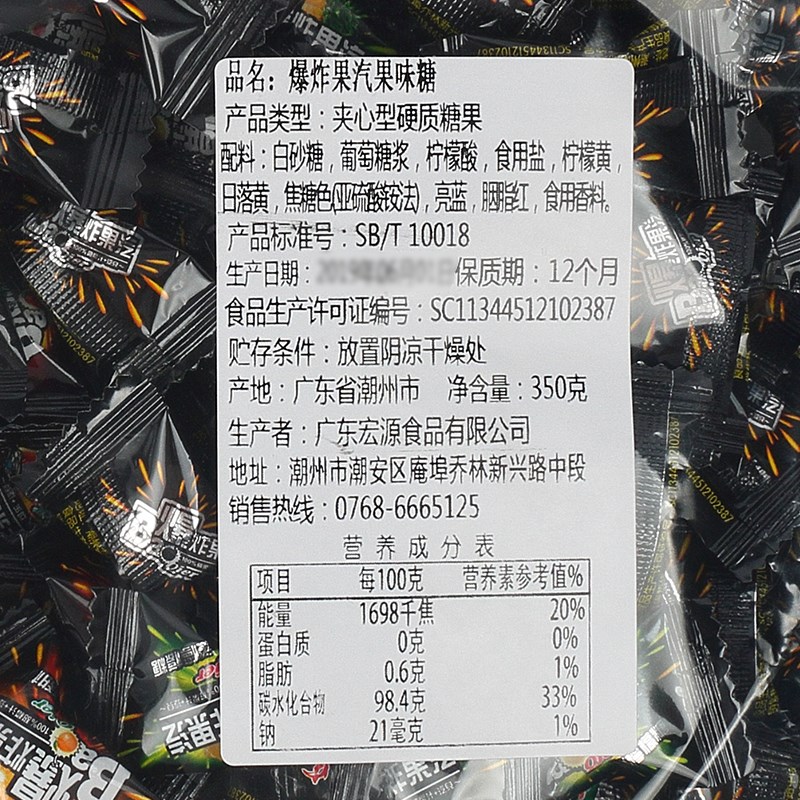 品名：爆炸果汽果味糖
产品类型：夹心型硬质糖果
配料：白砂糖，葡萄糖浆，柠檬酸，食用盐，柠檬黄，
日落黄，焦糖色(亚硫酸铵法)，亮蓝，胭脂红，食用香料。
产品标准号：SB/T 10018
生产日期：
保质期：12个月
食品生产许可证编号：SC11344512102387
贮存条件：放置阴凉干燥处
产地：广东省潮州市 净含量：350克
生产者：广东宏源食品有限公司
地址：潮州市潮安区庵埠乔林新兴路中段
销售热线：0768-6665125
营养成分表
项目 每100克 营养素参考值%
能量 1698千焦 20%
蛋白质 0克 0%
脂肪 0.6克 1%
碳水化合物 98.4克 33%
钠 21毫克 1%